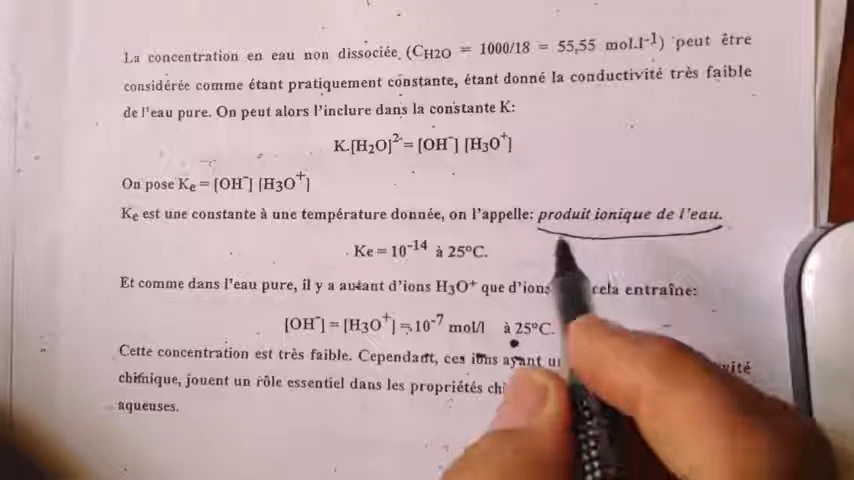 La concentration en eau non dissociée (CH2O = 1000/18 = 55,55 mol.l-1) peut être
considérée comme étant pratiquement constante, étant donné la conductivité très faible
de l'eau pure. On peut alors l'inclure dans la constante K:
K.[H2O]2 = [OH-] [H3O+]
On pose Ke = [OH-] [H3O+]
Ke est une constante à une température donnée, on l'appelle: produit ionique de l'eau.
Ke = 10-14 à 25°C.
Et comme dans l'eau pure, il y a autant d'ions H3O+ que d'ions cela entraîne:
[OH-] = [H3O+] = 10-7 mol/l à 25°C.
Cette concentration est très faible. Cependant, ces ions ayant
chimique, jouent un rôle essentiel dans les propriétés
aqueuses.